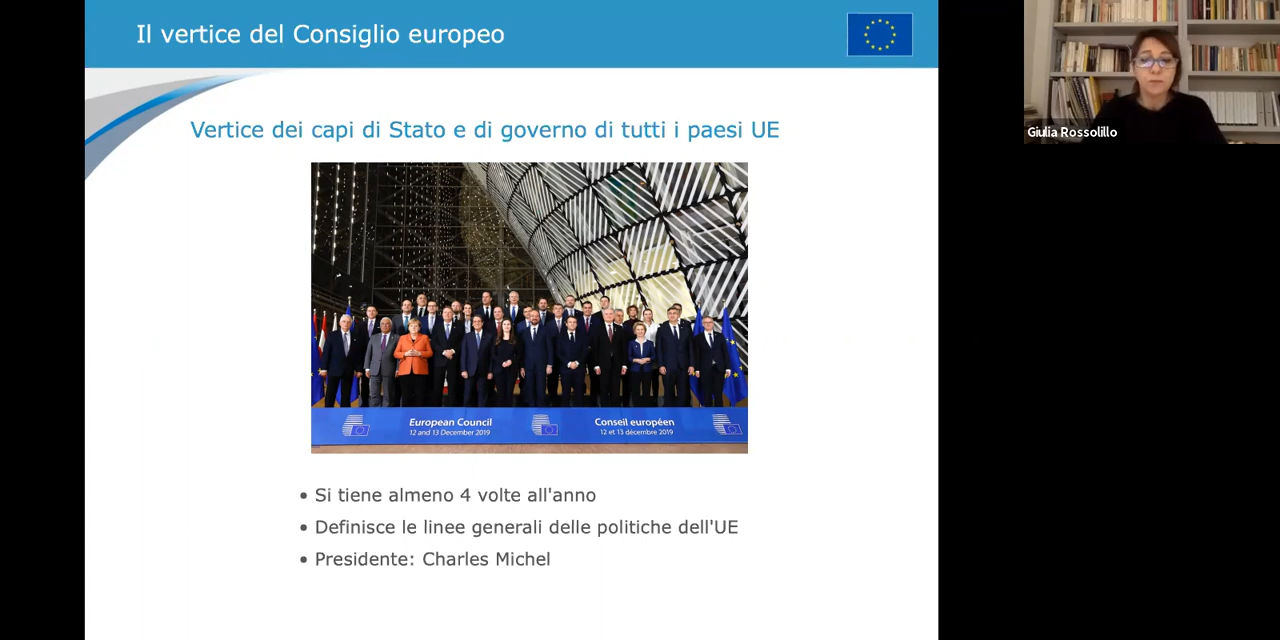 Il vertice del Consiglio europeo
Vertice dei capi di Stato e di governo di tutti i paesi UE
European Council
12 and 13 December 2019
Conseil européen
12 et 13 décembre 2019
• Si tiene almeno 4 volte all'anno
• Definisce le linee generali delle politiche dell'UE
• Presidente: Charles Michel
Giulia Rossolillo